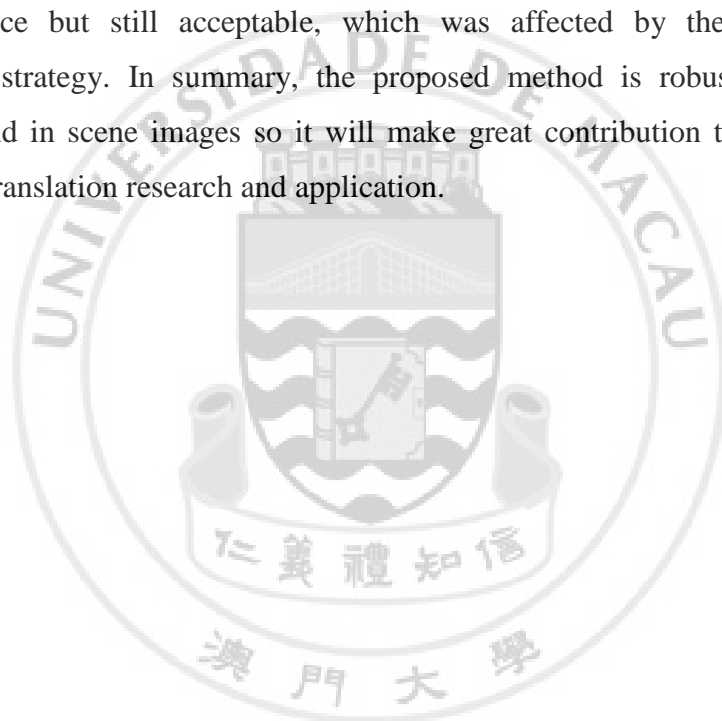 ce but still acceptable, which was affected by the
strategy. In summary, the proposed method is robus
d in scene images so it will make great contribution t
ranslation research and application.
UNIVERSIDADE DE MACAU
仁義禮知信
澳門大學